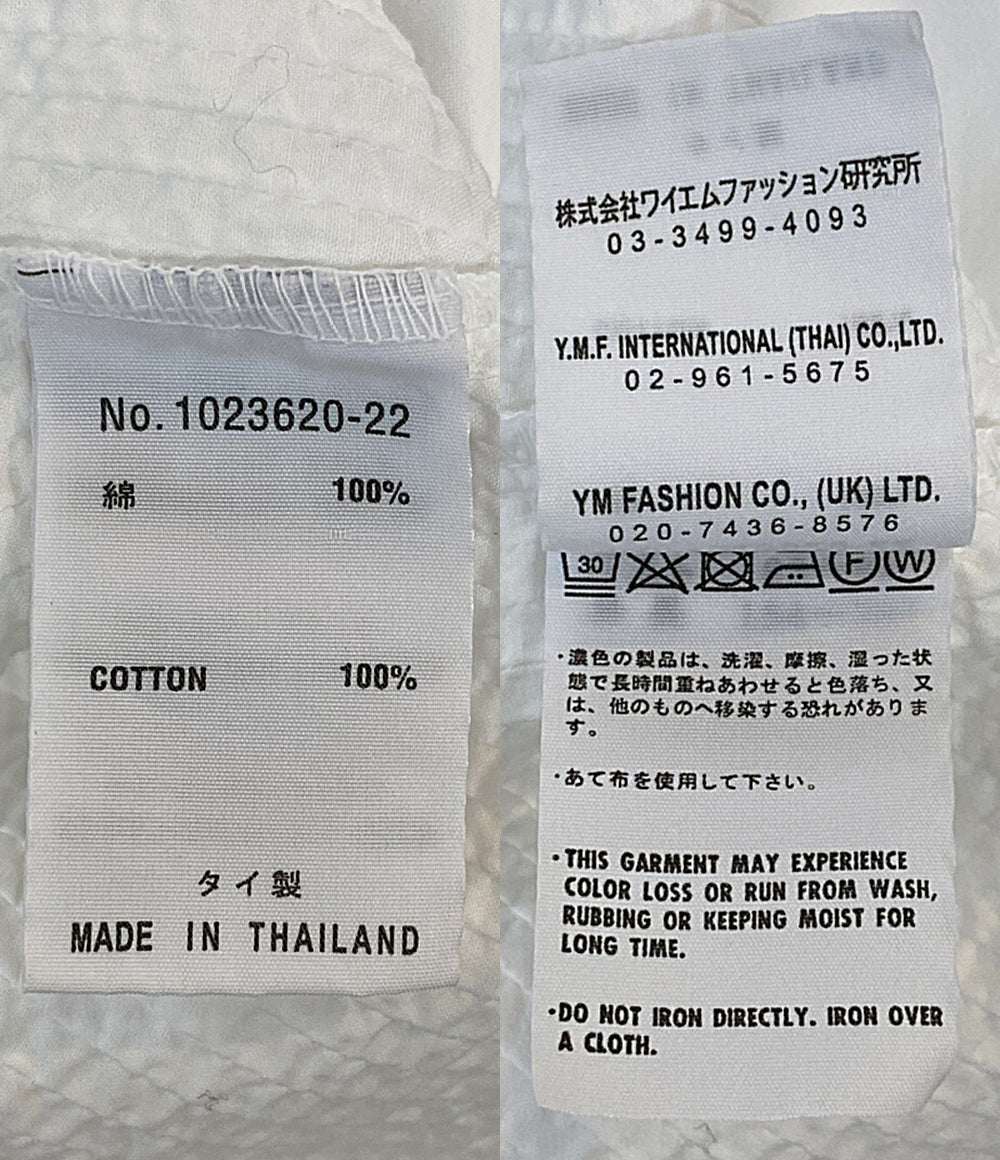 No. 1023620-22
綿 100%
COTTON 100%
タイ製
MADE IN THAILAND
株式会社ワイエムファッション研究所
03-3499-4093
Y.M.F. INTERNATIONAL (THAI) CO.,LTD.
02-961-5675
YM FASHION CO., (UK) LTD.
020-7436-8576
30 F W
・濃色の製品は、洗濯、摩擦、湿った状
態で長時間重ねあわせると色落ち、又
は、他のものへ移染する恐れがありま
す。
・あて布を使用して下さい。
・THIS GARMENT MAY EXPERIENCE
COLOR LOSS OR RUN FROM WASH,
RUBBING OR KEEPING MOIST FOR
LONG TIME.
・DO NOT IRON DIRECTLY. IRON OVER
A CLOTH.